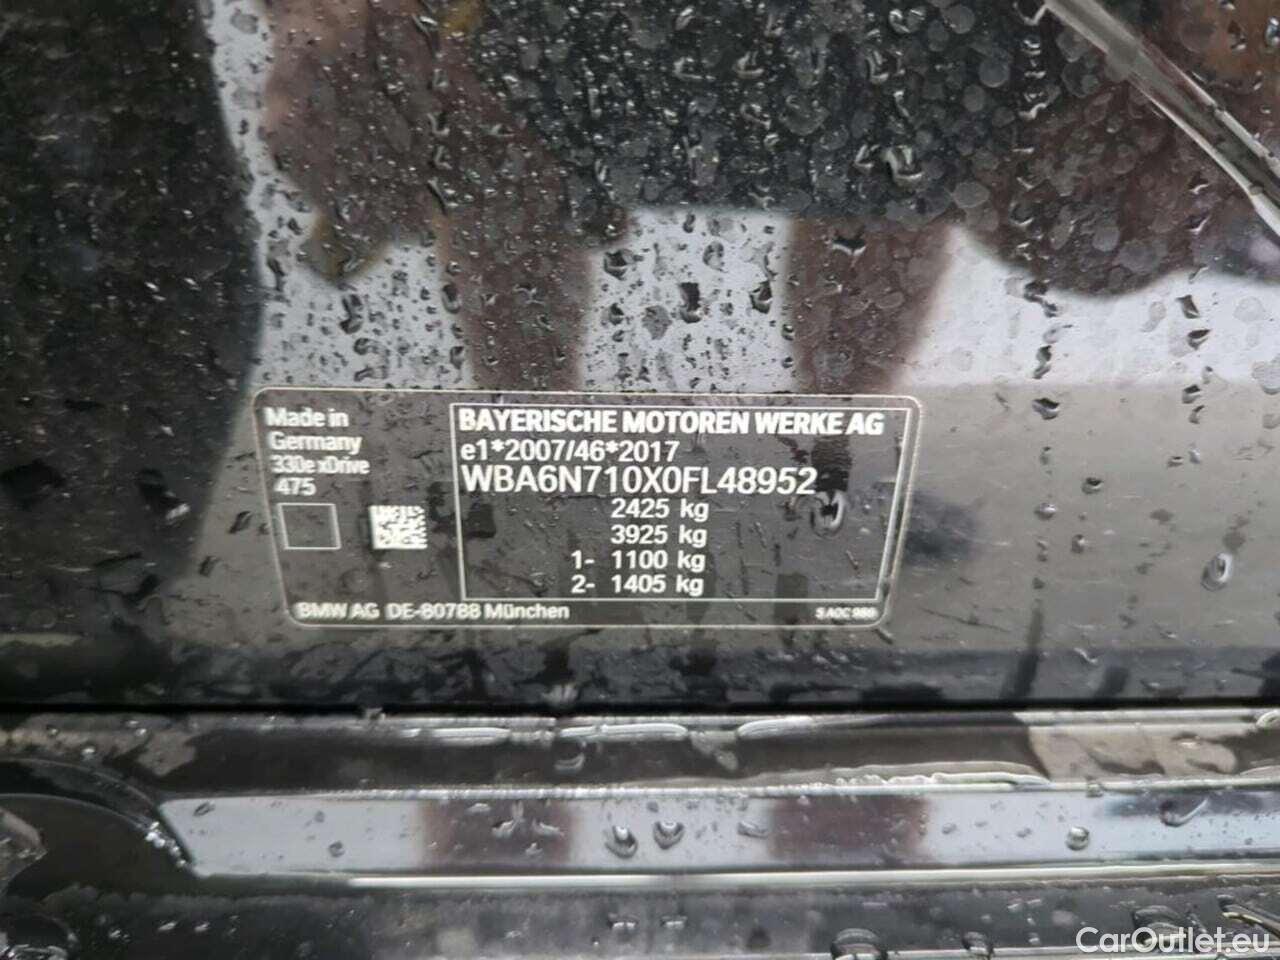 Made in
Germany
330e xDrive
475
BAYERISCHE MOTOREN WERKE AG
e1*2007/46*2017
WBA6N710X0FL48952
2425 kg
3925 kg
1- 1100 kg
2- 1405 kg
BMW AG DE-80788 München
CarOutlet.eu